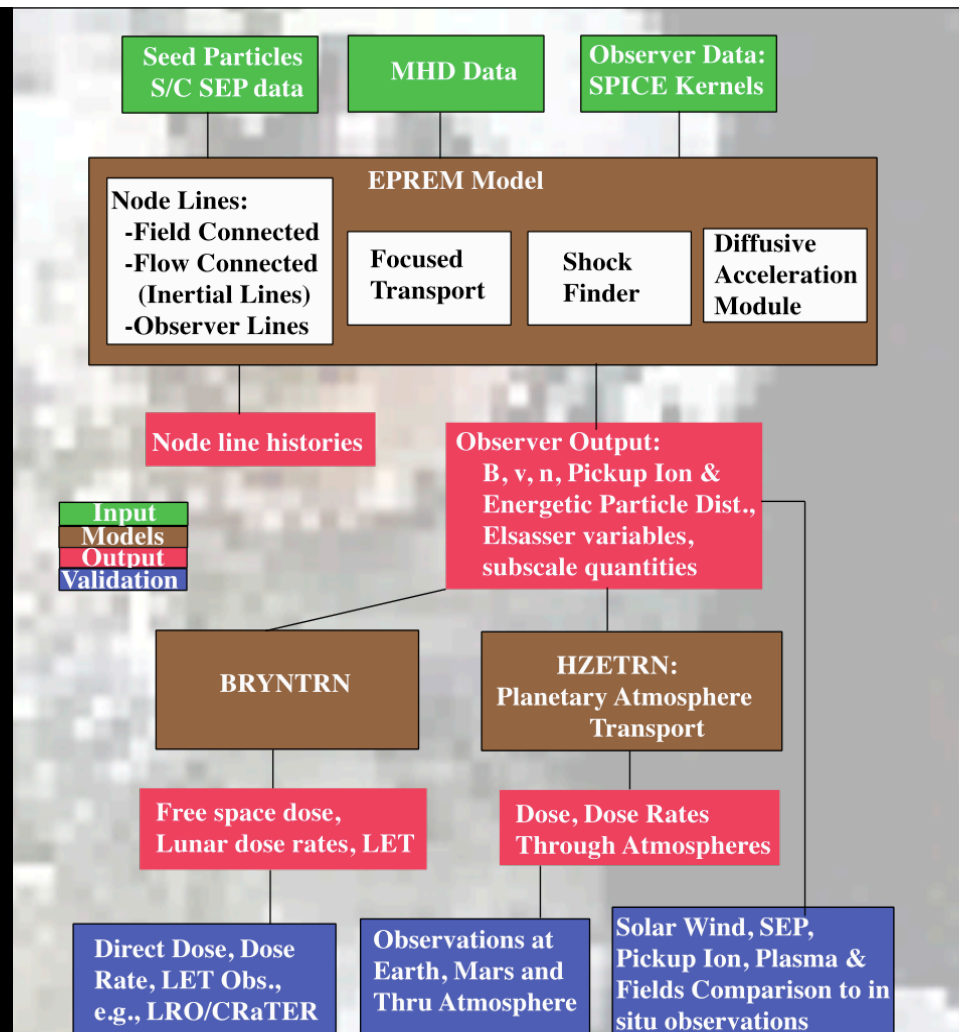 Seed Particles
S/C SEP data
MHD Data
Observer Data:
SPICE Kernels
EPREM Model
Node Lines:
-Field Connected
-Flow Connected
(Inertial Lines)
-Observer Lines
Focused
Transport
Shock
Finder
Diffusive
Acceleration
Module
Node line histories
Observer Output:
B, v, n, Pickup Ion &
Energetic Particle Dist.,
Elsasser variables,
subscale quantities
Input
Models
Output
Validation
BRYNTRN
HZETRN:
Planetary Atmosphere
Transport
Free space dose,
Lunar dose rates, LET
Dose, Dose Rates
Through Atmospheres
Direct Dose, Dose
Rate, LET Obs.,
e.g., LRO/CRaTER
Observations at
Earth, Mars and
Thru Atmosphere
Solar Wind, SEP,
Pickup Ion, Plasma &
Fields Comparison to in
situ observations